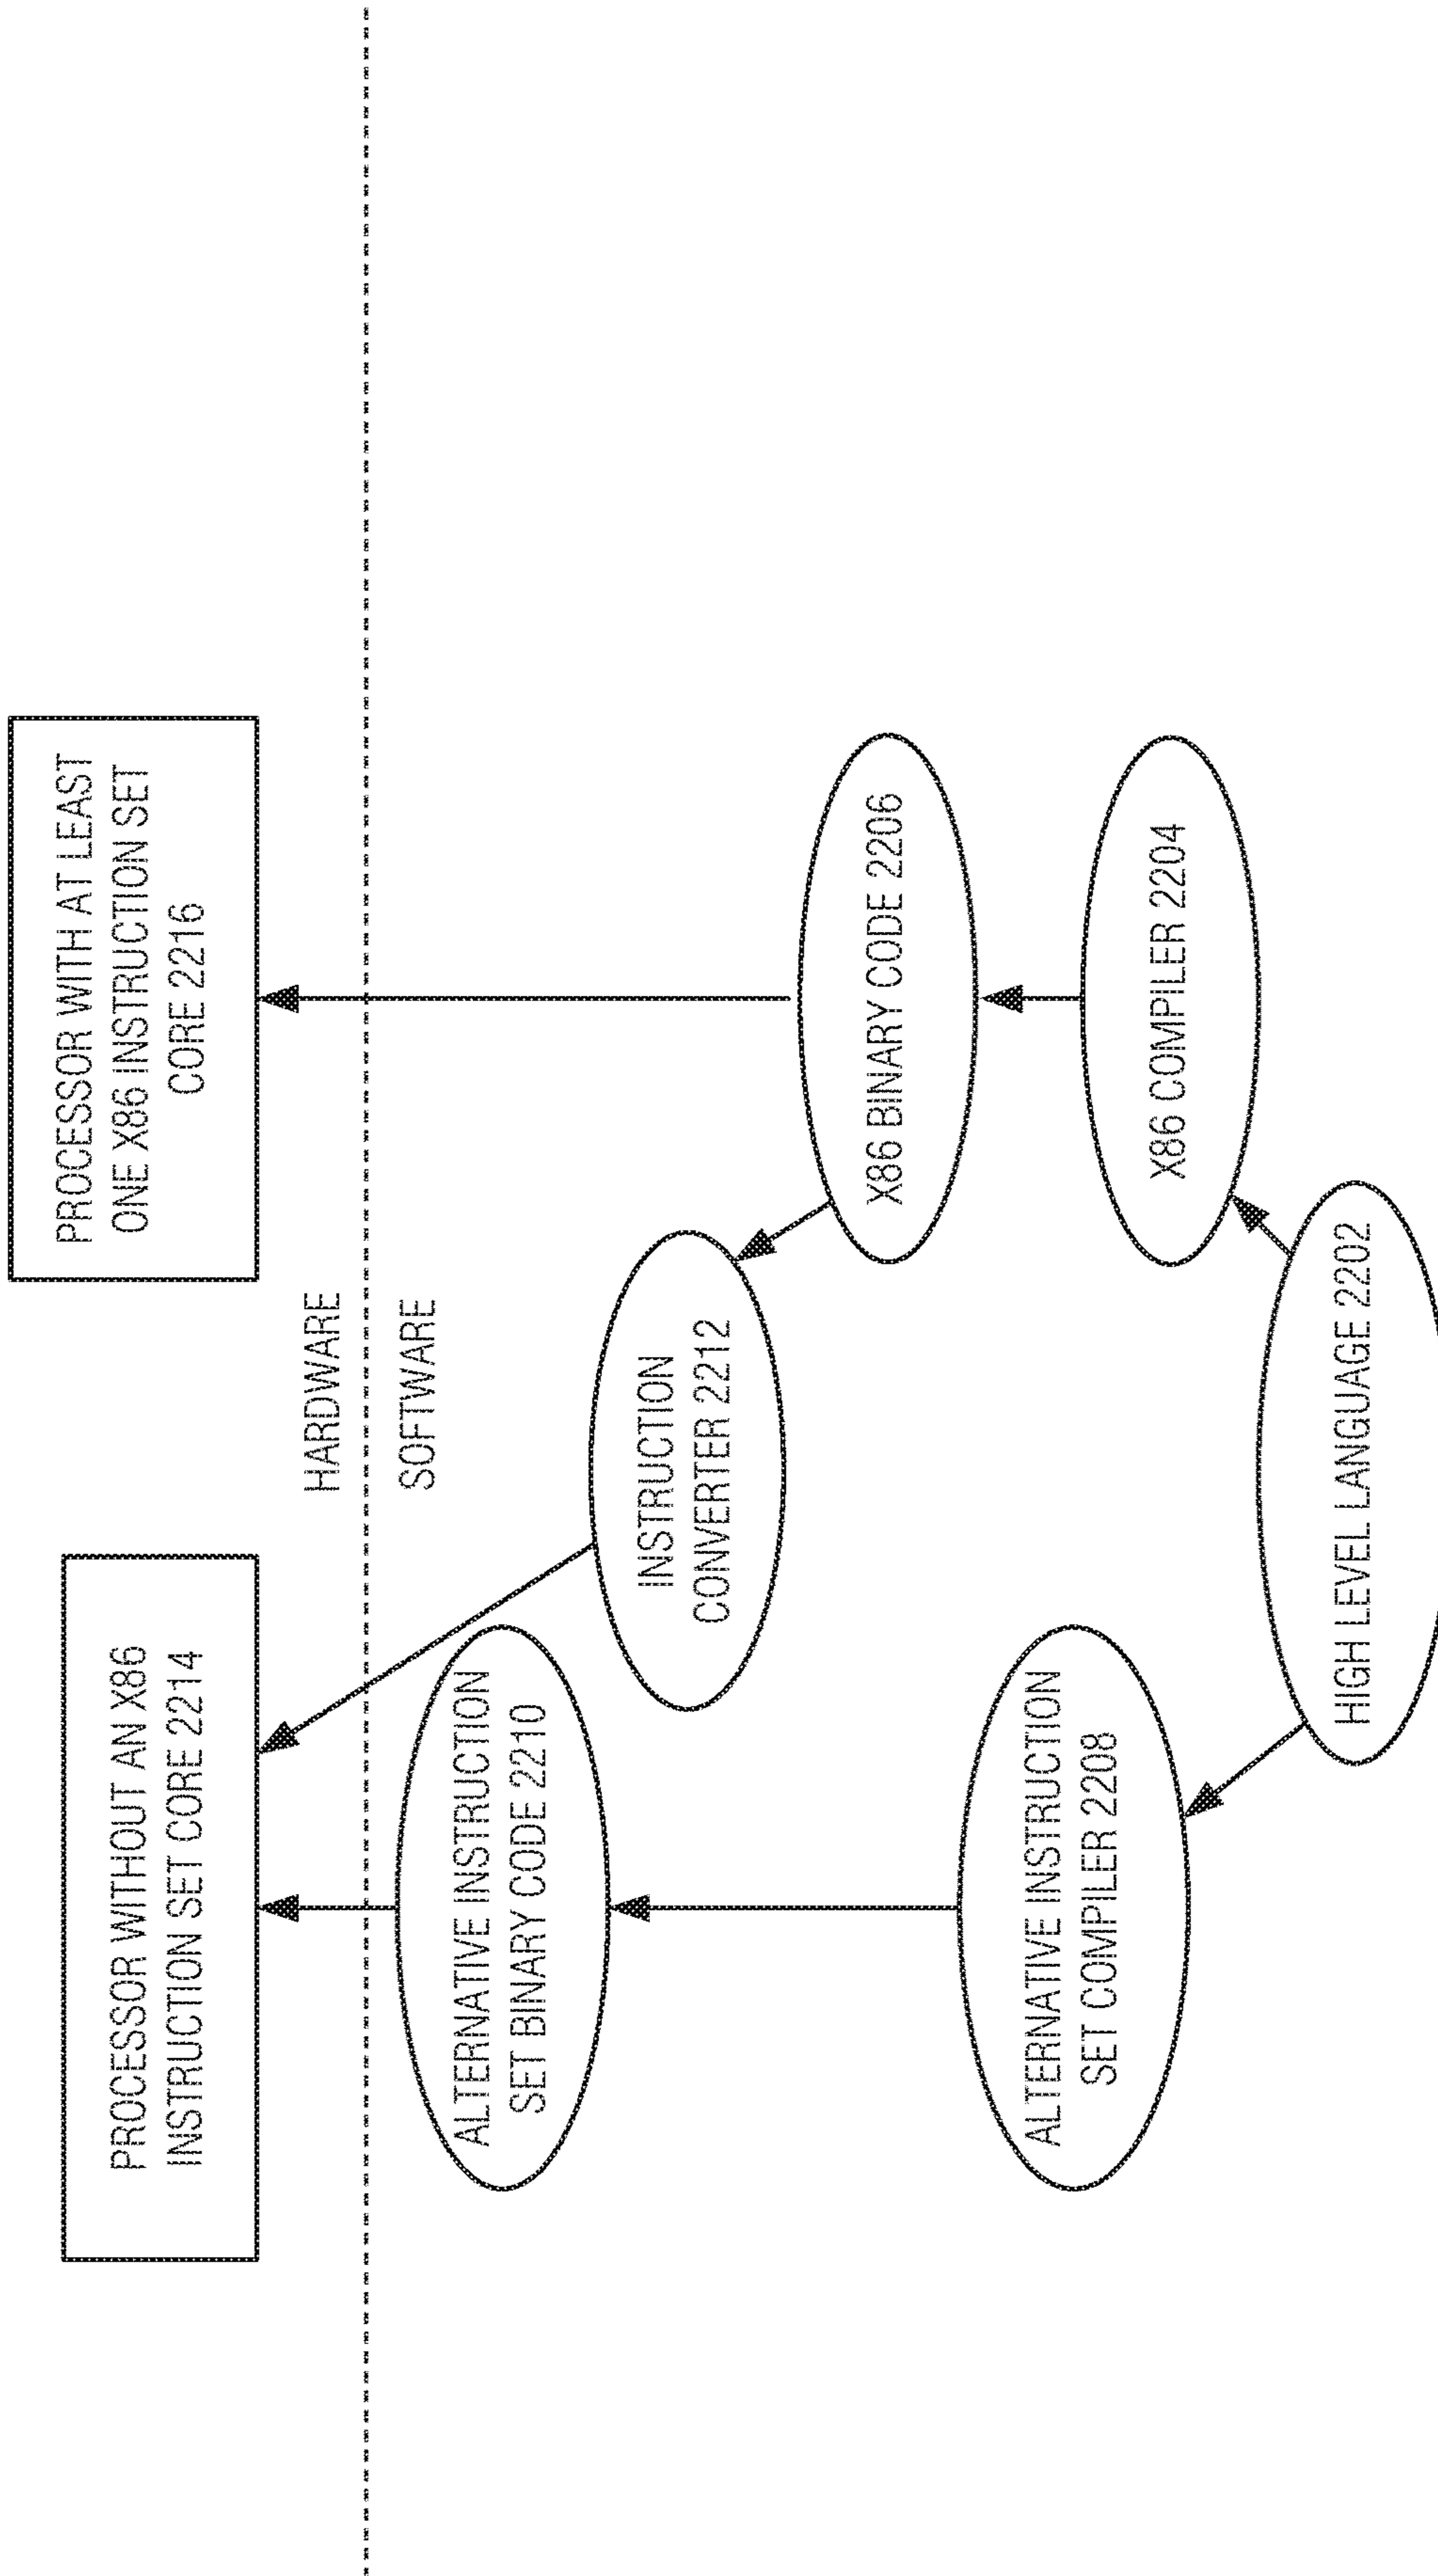 PROCESSOR WITHOUT AN X86
INSTRUCTION SET CORE 2214
PROCESSOR WITH AT LEAST
ONE X86 INSTRUCTION SET
CORE 2216
HARDWARE
SOFTWARE
ALTERNATIVE INSTRUCTION
SET BINARY CODE 2210
INSTRUCTION
CONVERTER 2212
X86 BINARY CODE 2206
ALTERNATIVE INSTRUCTION
SET COMPILER 2208
X86 COMPILER 2204
HIGH LEVEL LANGUAGE 2202